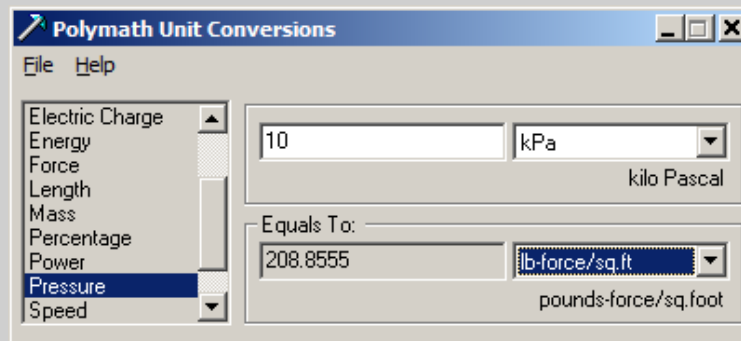 Polymath Unit Conversions
File Help
Electric Charge
Energy
Force
Length
Mass
Percentage
Power
Pressure
Speed
10 kPa
kilo Pascal
Equals To:
208.8555 lb-force/sq.ft
pounds-force/sq.foot